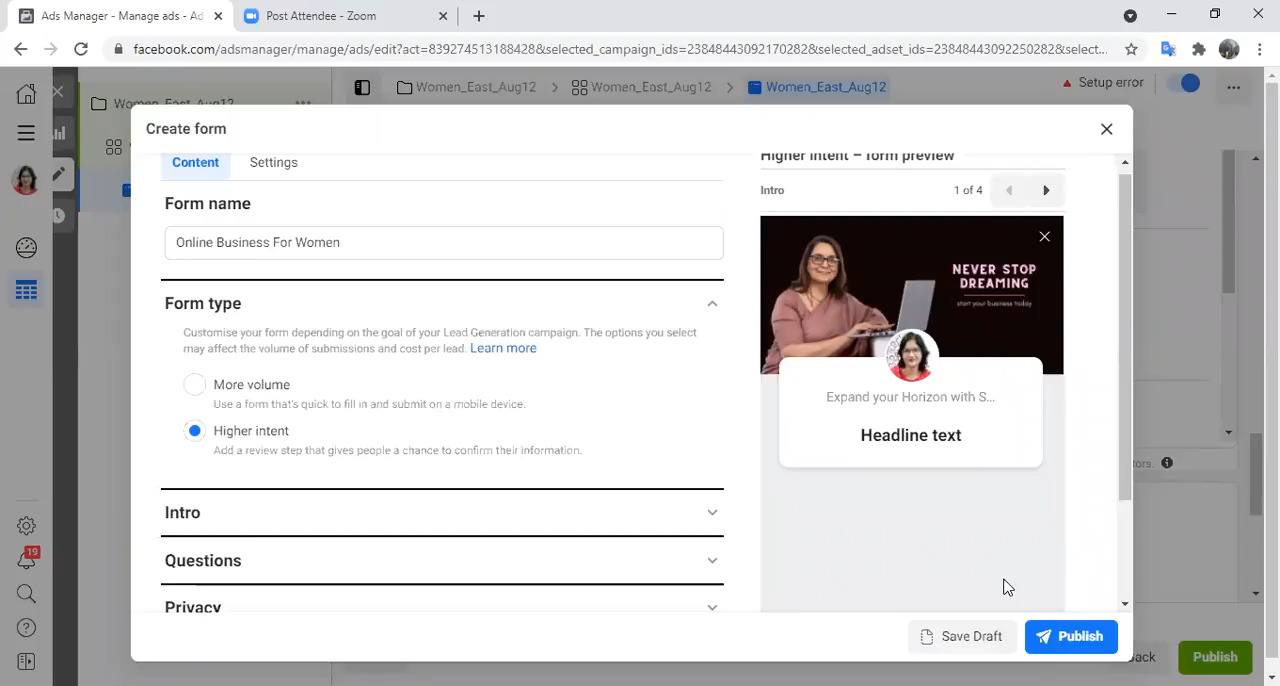 Ads Manager - Manage ads - Ad
Post Attendee - Zoom
facebook.com/adsmanager/manage/ads/edit?act=839274513188428&selected_campaign_ids=23848443092170282&selected_adset_ids=23848443092250282&select...
Women_East_Aug12
Women_East_Aug12
Women_East_Aug12
Women_East_Aug12
Setup error
Create form
Content
Settings
Higher intent – form preview
Form name
Intro
1 of 4
Online Business For Women
NEVER STOP
DREAMING
start your business today
Form type
Customise your form depending on the goal of your Lead Generation campaign. The options you select
may affect the volume of submissions and cost per lead. Learn more
More volume
Use a form that's quick to fill in and submit on a mobile device.
Expand your Horizon with S...
Higher intent
Headline text
Add a review step that gives people a chance to confirm their information.
tors.
Intro
19
Questions
Privacy
Save Draft
Publish
ack
Publish